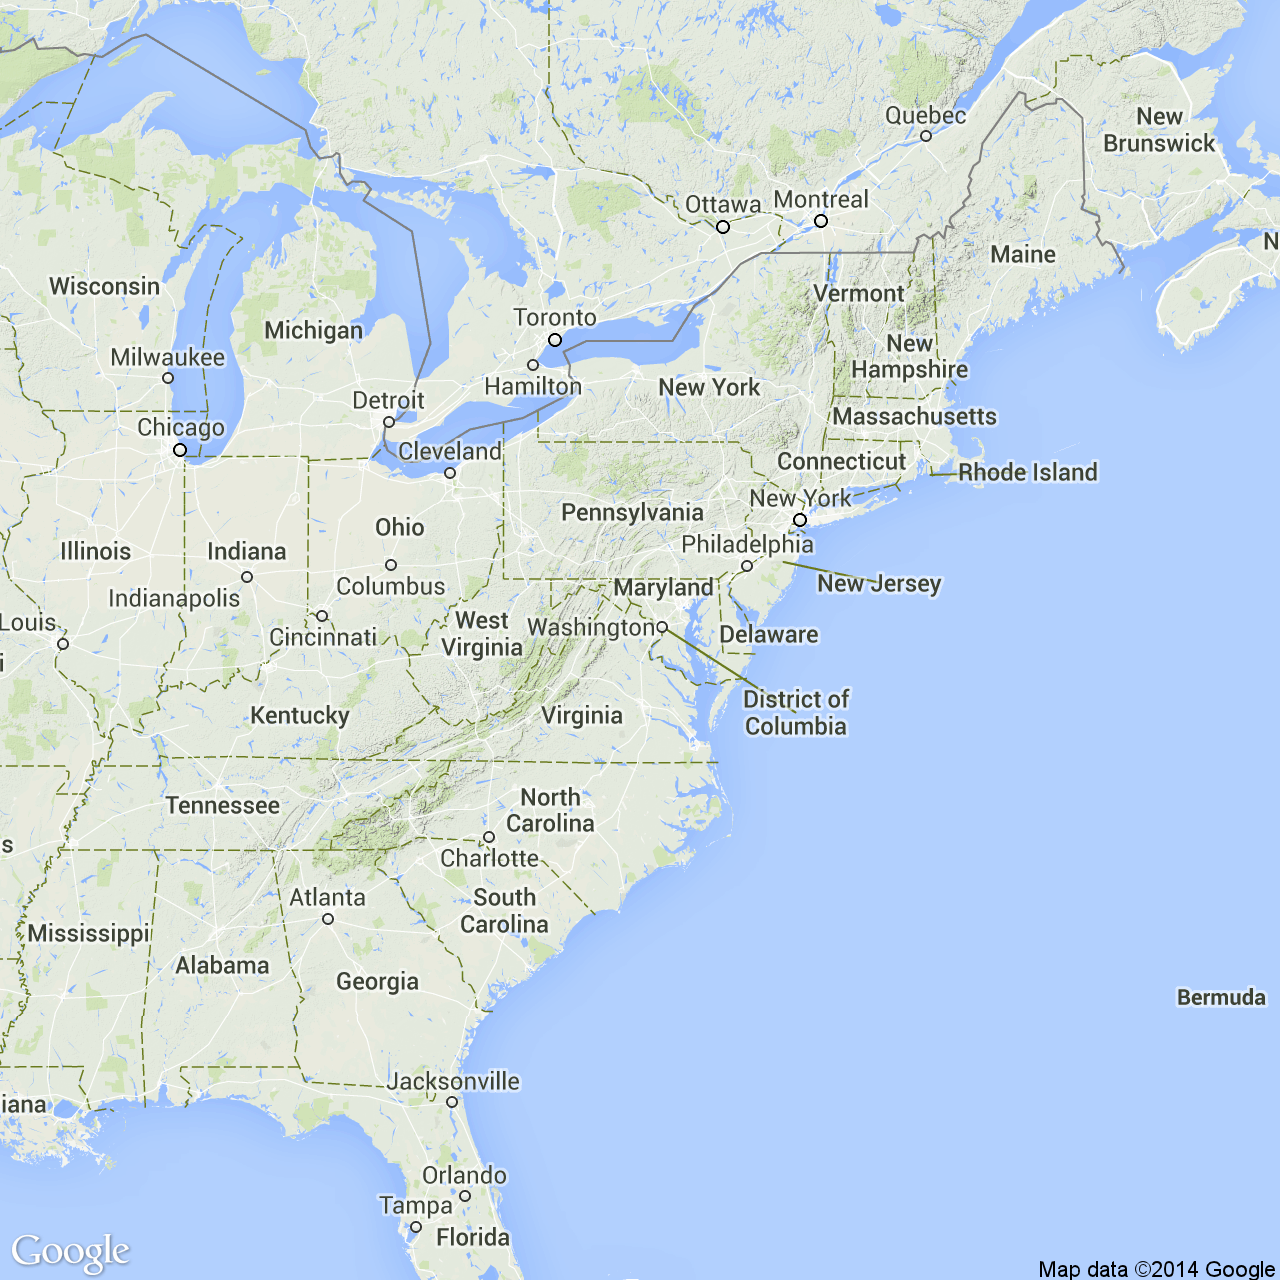 Quebec
New
Brunswick
Ottawa
Montreal
N
Maine
Wisconsin
Vermont
Michigan
Toronto
New
Hampshire
Milwaukee
Hamilton
New York
Detroit
Massachusetts
Chicago
Cleveland
Connecticut
Rhode Island
New York
Pennsylvania
Ohio
Philadelphia
Illinois
Indiana
Columbus
Maryland
New Jersey
Indianapolis
Louis
West
Virginia
Washington
Delaware
Cincinnati
i
District of
Columbia
Kentucky
Virginia
Tennessee
North
Carolina
s
Charlotte
Atlanta
South
Carolina
Mississippi
Alabama
Georgia
Bermuda
Jacksonville
iana
Orlando
Tampa
Florida
Google
Map data ©2014 Google